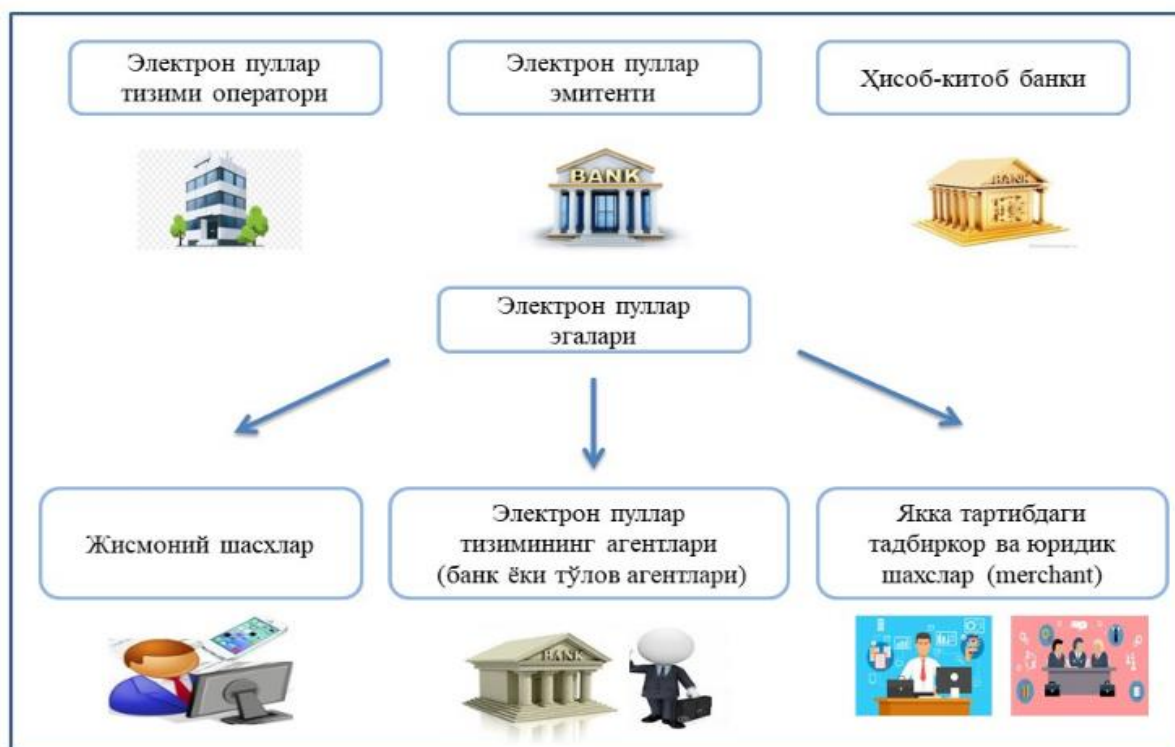 Электрон пуллар
тизими оператори
Электрон пуллар
эмитенти
Ҳисоб-китоб банки
BANK
BANK
Электрон пуллар
эгалари
Жисмоний шасхлар
Электрон пуллар
тизимининг агентлари
(банк ёки тўлов агентлари)
Якка тартибдаги
тадбиркор ва юридик
шахслар (merchant)
BANK